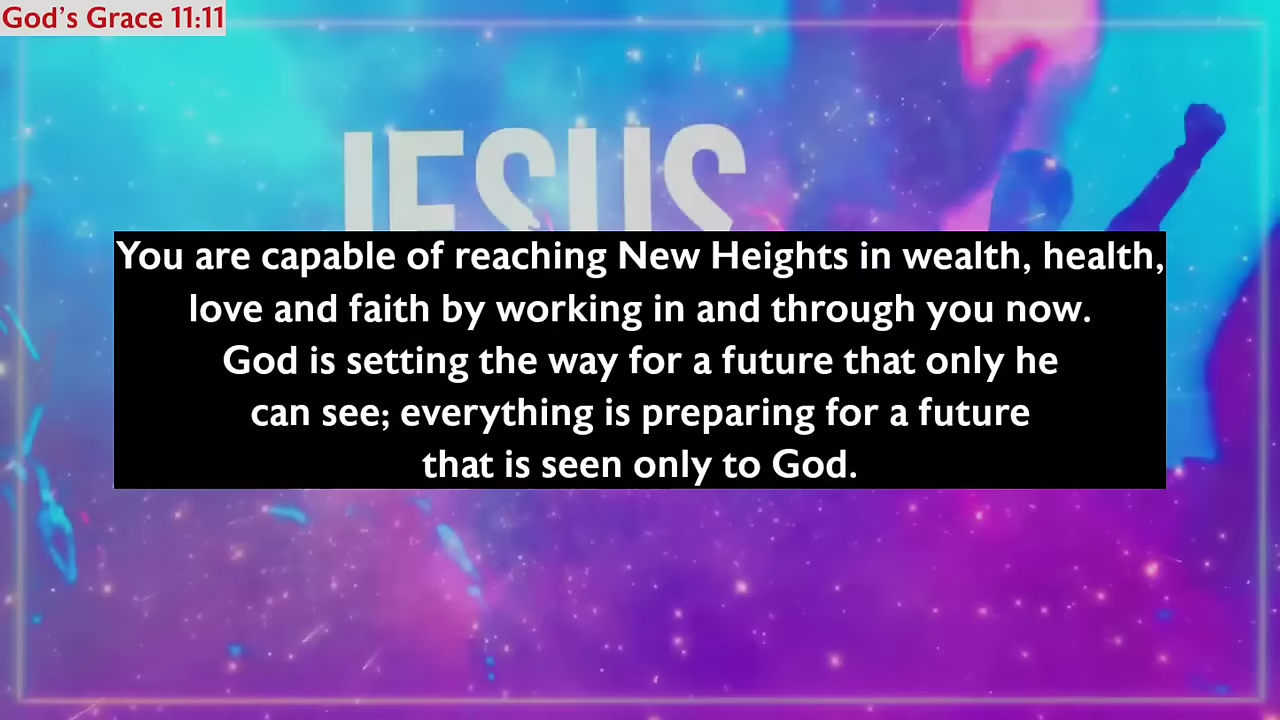 God's Grace 11:11
JESUS
You are capable of reaching New Heights in wealth, health,
love and faith by working in and through you now.
God is setting the way for a future that only he
can see; everything is preparing for a future
that is seen only to God.